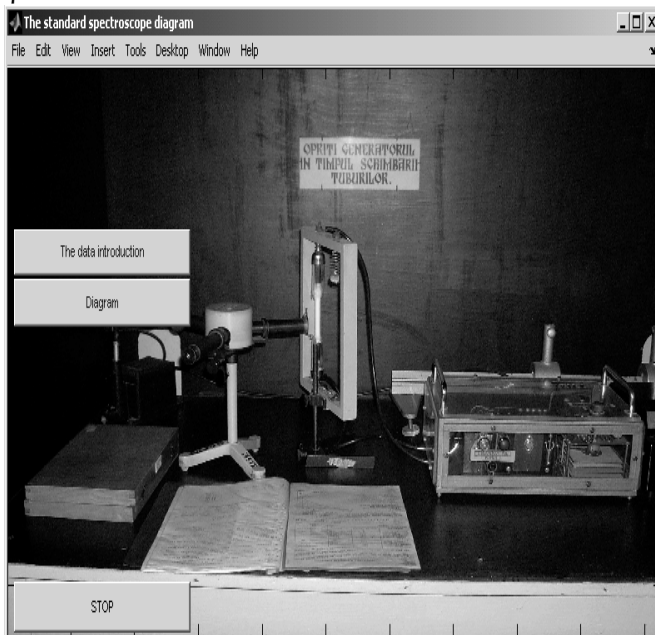 The standard spectroscope diagram
File Edit View Insert Tools Desktop Window Help
OPRITI GENERATORUL
IN TIMPUL SCHIMBARII
TUBURILOR.
The data introduction
Diagram
STOP